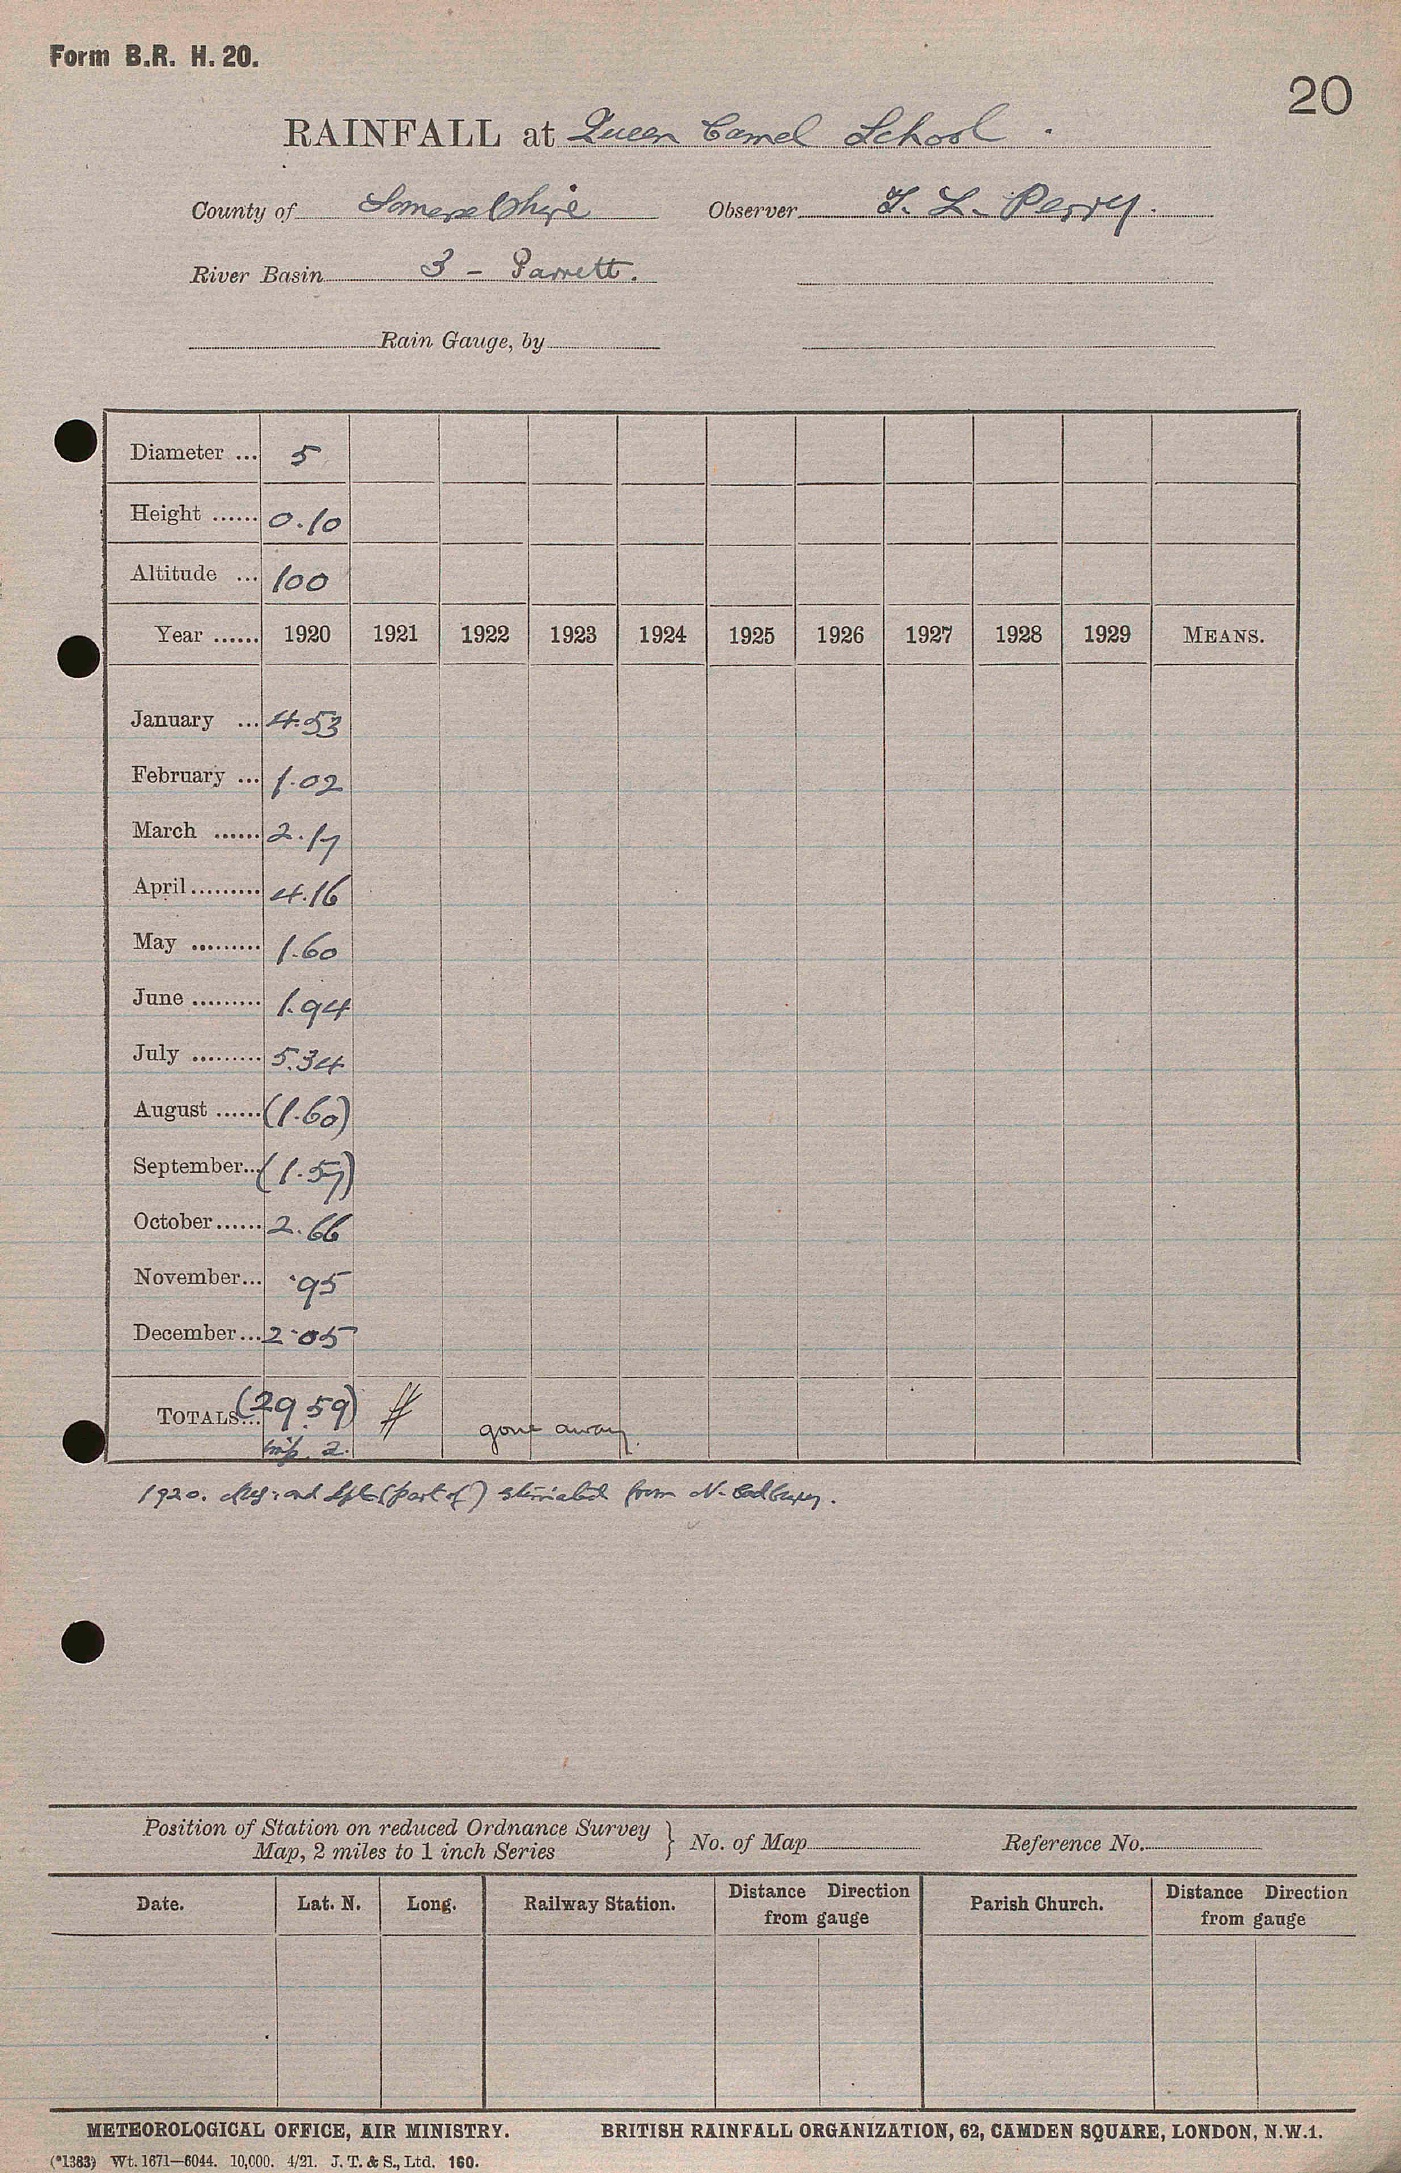 Form B.R. H. 20.
20
RAINFALL at Queen Camel School.
County of Somersetshire Observer T. L. Perry.
River Basin 3 - Parrett.
Rain Gauge, by
Diameter ... 5
Height ...... 0.10
Altitude ... 100
Year ...... 1920 1921 1922 1923 1924 1925 1926 1927 1928 1929 MEANS.
January ... 4.53
February ... 1.02
March ...... 2.17
April ......... 4.16
May ......... 1.60
June ......... 1.94
July ......... 5.34
August ...... (1.60)
September... (1.57)
October ...... 2.66
November... .95
December... 2.05
TOTALS... (29.59) gone away.
1920. Aug: and Sept (part of) estimated from N. Cadbury.
Position of Station on reduced Ordnance Survey
Map, 2 miles to 1 inch Series } No. of Map Reference No.
Date. Lat. N. Long. Railway Station. Distance Direction from gauge Parish Church. Distance Direction from gauge
METEOROLOGICAL OFFICE, AIR MINISTRY. BRITISH RAINFALL ORGANIZATION, 62, CAMDEN SQUARE, LONDON, N.W.1.
(*1383) Wt. 1671—6044. 10,000. 4/21. J. T. & S., Ltd. 160.